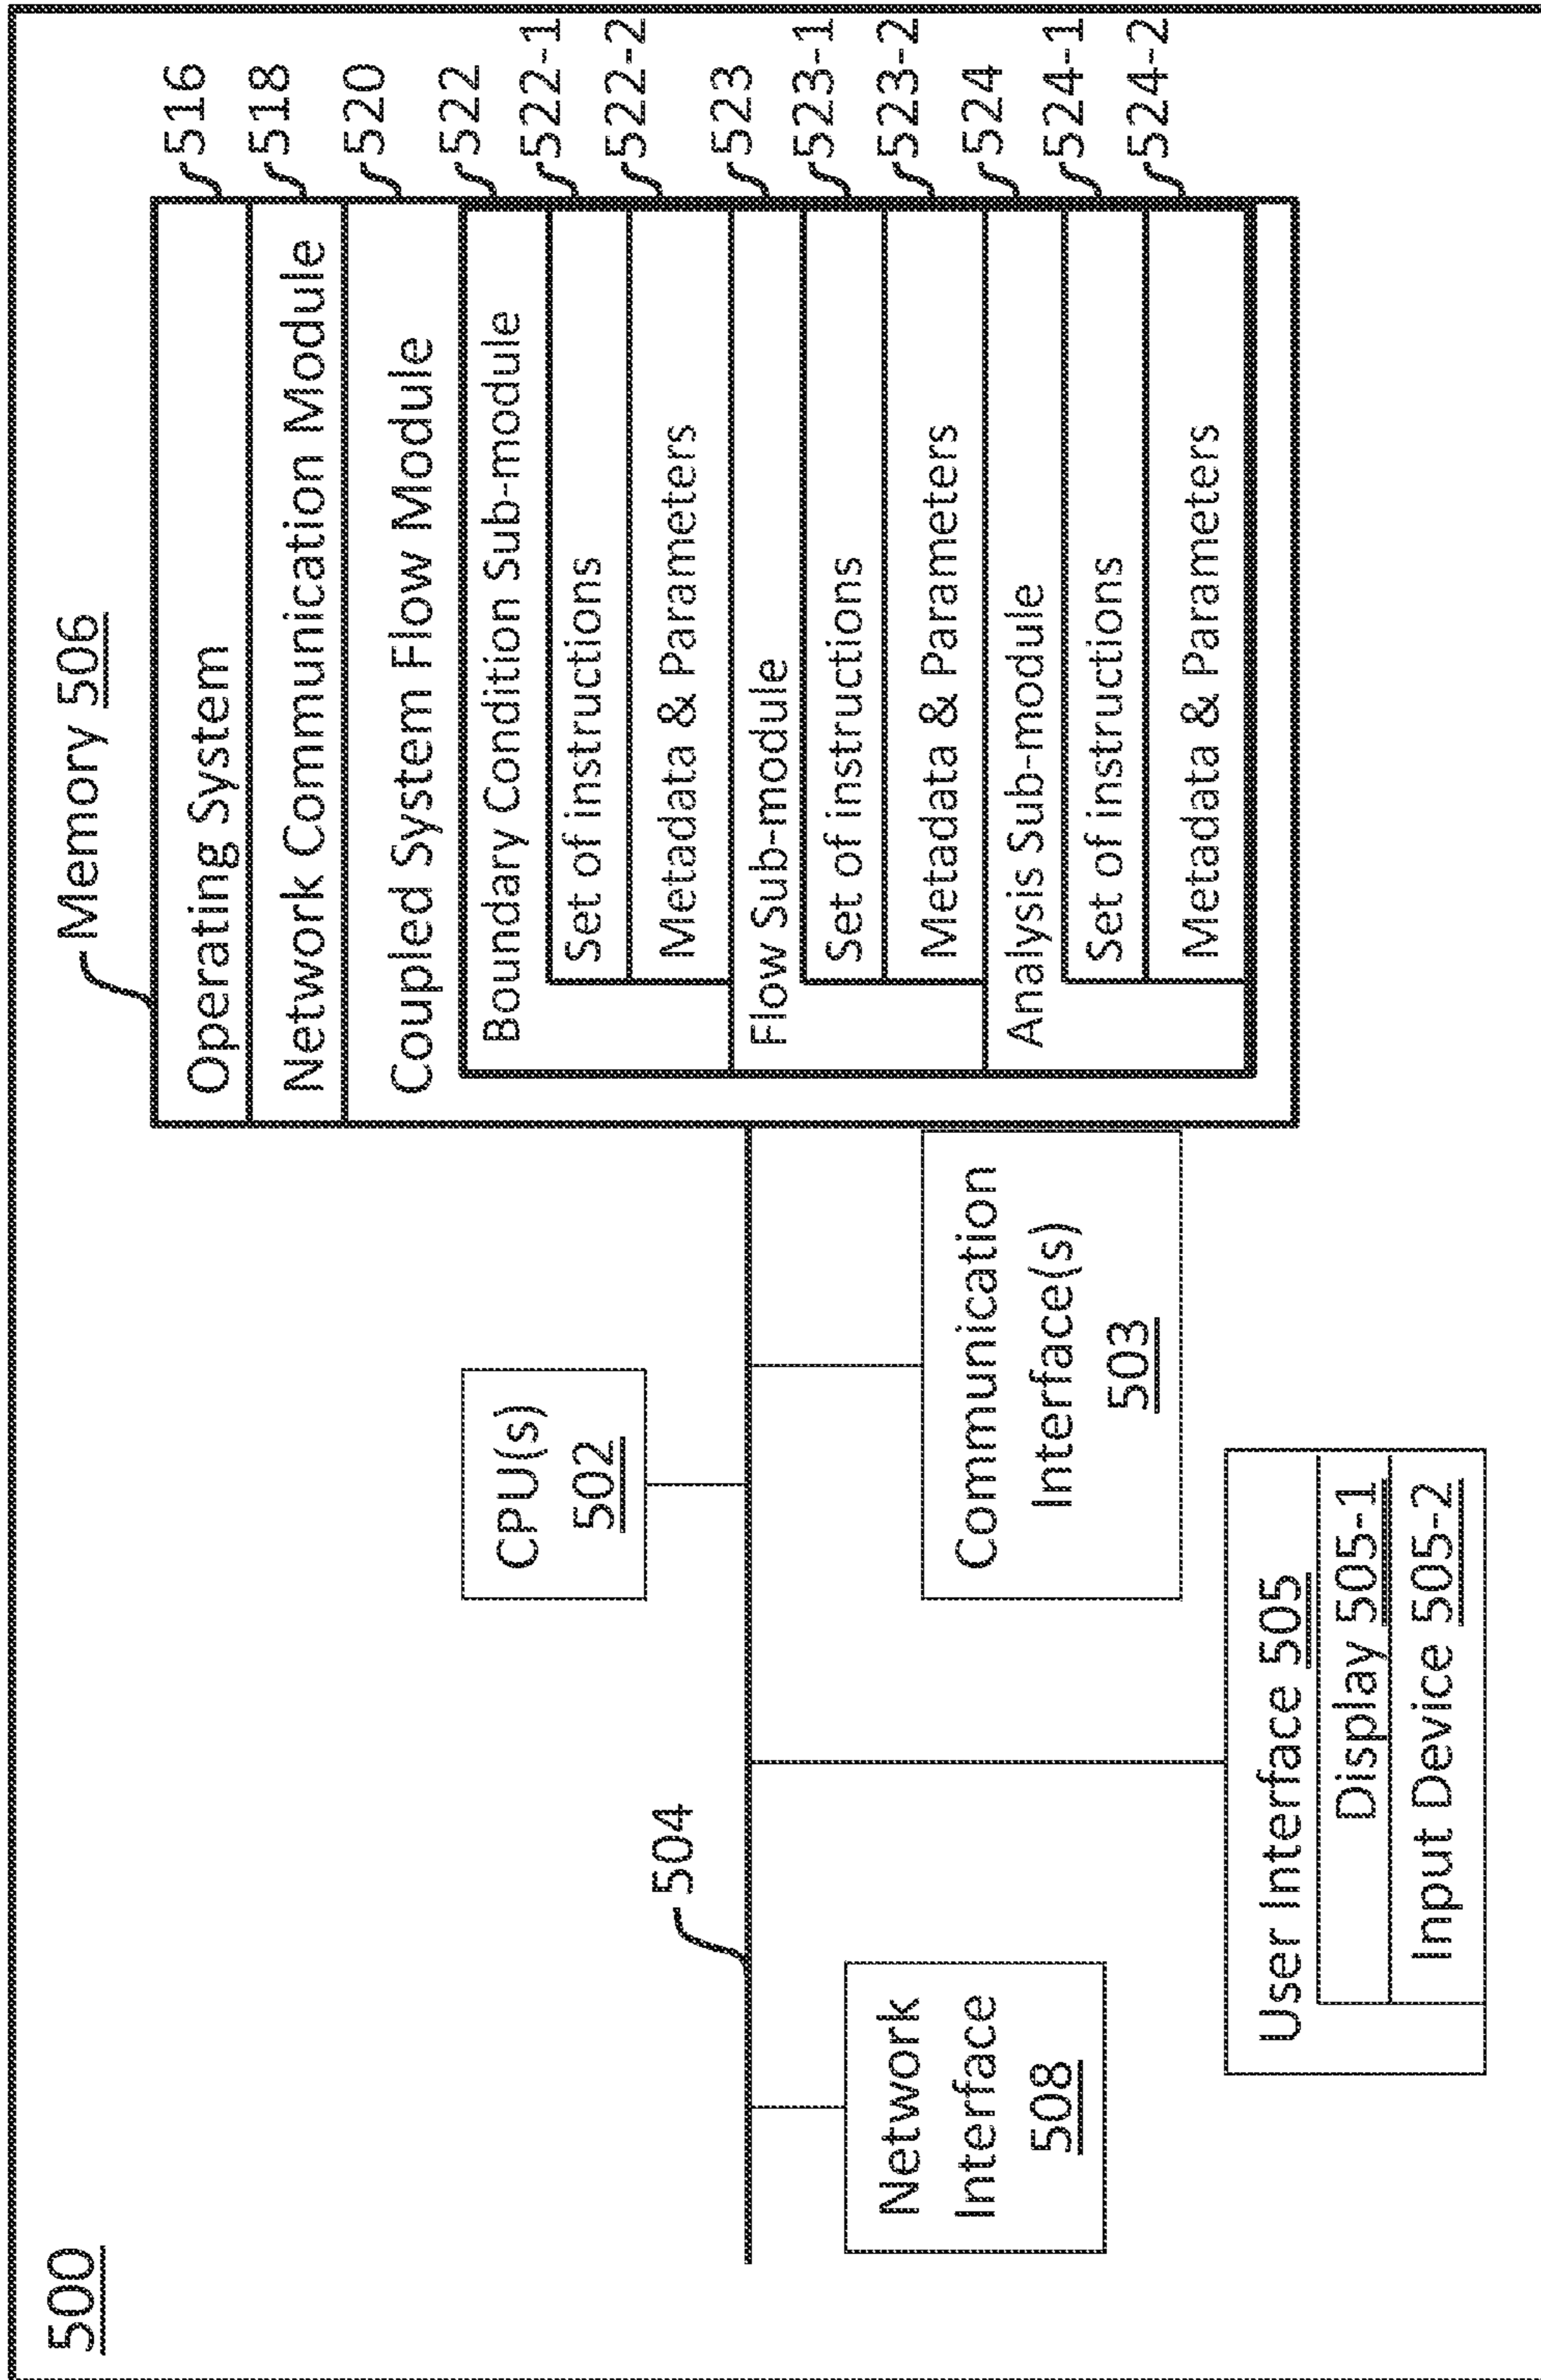 500
Memory 506
Operating System
516
Network Communication Module
518
Coupled System Flow Module
520
Boundary Condition Sub-module
522
Set of instructions
522-1
Metadata & Parameters
522-2
Flow Sub-module
523
Set of instructions
523-1
Metadata & Parameters
523-2
Analysis Sub-module
524
Set of instructions
524-1
Metadata & Parameters
524-2
CPU(s)
502
504
Network
Interface
508
Communication
Interface(s)
503
User Interface 505
Display 505-1
Input Device 505-2